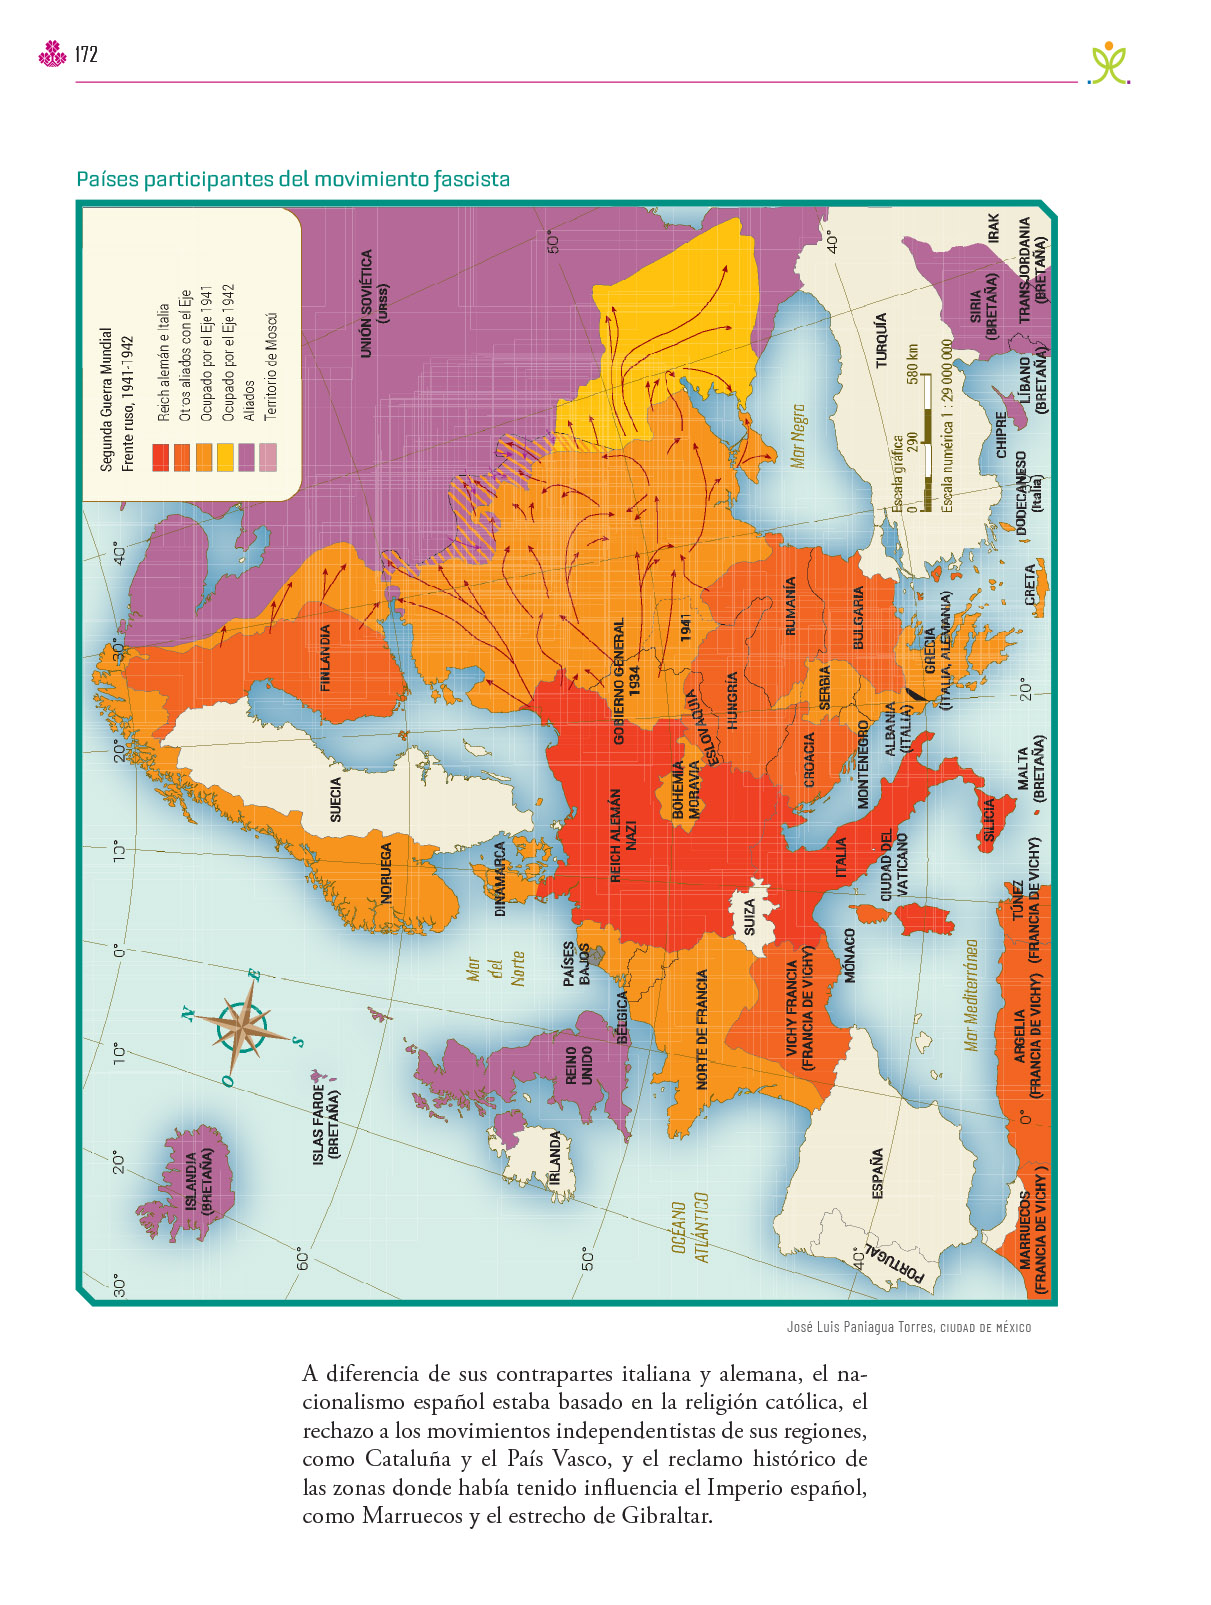 172
Países participantes del movimiento fascista
Segunda Guerra Mundial
Frente ruso, 1941-1942
Reich alemán e Italia
Otros aliados con el Eje
Ocupado por el Eje 1941
Ocupado por el Eje 1942
Aliados
Territorio de Moscú
UNIÓN SOVIÉTICA
(URSS)
50°
40°
IRAK
TRANSJORDANIA
(BRETAÑA)
SIRIA
(BRETAÑA)
LÍBANO
(BRETAÑA)
TURQUÍA
CHIPRE
Escala gráfica
0 290 580 km
Escala numérica 1 : 29 000 000
DODECANESO
(Italia)
CRETA
Mar Negro
40°
30°
20°
10°
0°
10°
20°
30°
FINLANDIA
SUECIA
NORUEGA
DINAMARCA
GOBIERNO GENERAL
1934
1941
RUMANÍA
BULGARIA
GRECIA
(ITALIA, ALEMANIA)
20°
HUNGRÍA
ESLOVAQUIA
SERBIA
ALBANIA
(ITALIA)
MONTENEGRO
CROACIA
BOHEMIA
MORAVIA
REICH ALEMÁN
NAZI
ITALIA
CIUDAD DEL
VATICANO
SILICIA
MALTA
(BRETAÑA)
TÚNEZ
(FRANCIA DE VICHY)
SUIZA
MÓNACO
Mar Mediterráneo
Mar
del
Norte
PAÍSES
BAJOS
BÉLGICA
NORTE DE FRANCIA
VICHY FRANCIA
(FRANCIA DE VICHY)
ARGELIA
(FRANCIA DE VICHY)
0°
N
E
S
O
ISLAS FAROE
(BRETAÑA)
ISLANDIA
(BRETAÑA)
REINO
UNIDO
IRLANDA
OCÉANO
ATLÁNTICO
ESPAÑA
PORTUGAL
MARRUECOS
(FRANCIA DE VICHY)
60°
50°
40°
José Luis Paniagua Torres, CIUDAD DE MÉXICO
A diferencia de sus contrapartes italiana y alemana, el na-
cionalismo español estaba basado en la religión católica, el
rechazo a los movimientos independentistas de sus regiones,
como Cataluña y el País Vasco, y el reclamo histórico de
las zonas donde había tenido influencia el Imperio español,
como Marruecos y el estrecho de Gibraltar.